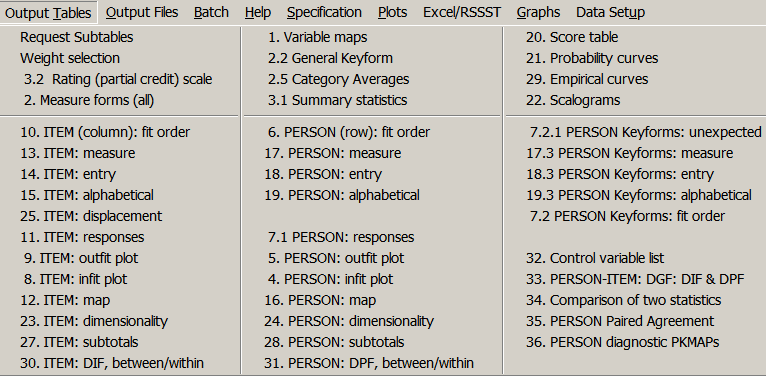 Output Tables Output Files Batch Help Specification Plots Excel/RSSST Graphs Data Setup
Request Subtables
Weight selection
3.2 Rating (partial credit) scale
2. Measure forms (all)
1. Variable maps
2.2 General Keyform
2.5 Category Averages
3.1 Summary statistics
20. Score table
21. Probability curves
29. Empirical curves
22. Scalograms
10. ITEM (column): fit order
13. ITEM: measure
14. ITEM: entry
15. ITEM: alphabetical
25. ITEM: displacement
11. ITEM: responses
9. ITEM: outfit plot
8. ITEM: infit plot
12. ITEM: map
23. ITEM: dimensionality
27. ITEM: subtotals
30. ITEM: DIF, between/within
6. PERSON (row): fit order
17. PERSON: measure
18. PERSON: entry
19. PERSON: alphabetical
7.1 PERSON: responses
5. PERSON: outfit plot
4. PERSON: infit plot
16. PERSON: map
24. PERSON: dimensionality
28. PERSON: subtotals
31. PERSON: DPF, between/within
7.2.1 PERSON Keyforms: unexpected
17.3 PERSON Keyforms: measure
18.3 PERSON Keyforms: entry
19.3 PERSON Keyforms: alphabetical
7.2 PERSON Keyforms: fit order
32. Control variable list
33. PERSON-ITEM: DGF: DIF & DPF
34. Comparison of two statistics
35. PERSON Paired Agreement
36. PERSON diagnostic PKMAPs